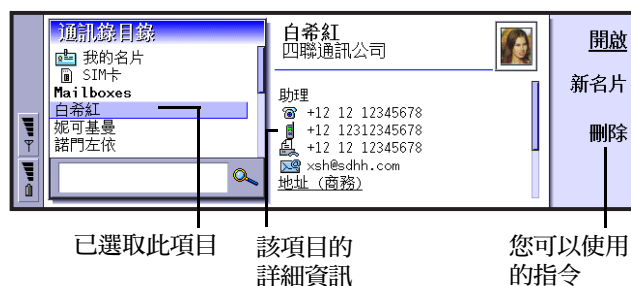 通訊錄目錄
我的名片
SIM卡
Mailboxes
白希紅
妮可基曼
諾門左依
白希紅
四聯通訊公司
助理
+12 12 12345678
+12 12312345678
+12 12 12345678
xsh@sdhh.com
地址 (商務)
開啟
新名片
刪除
已選取此項目
該項目的
詳細資訊
您可以使用
的指令